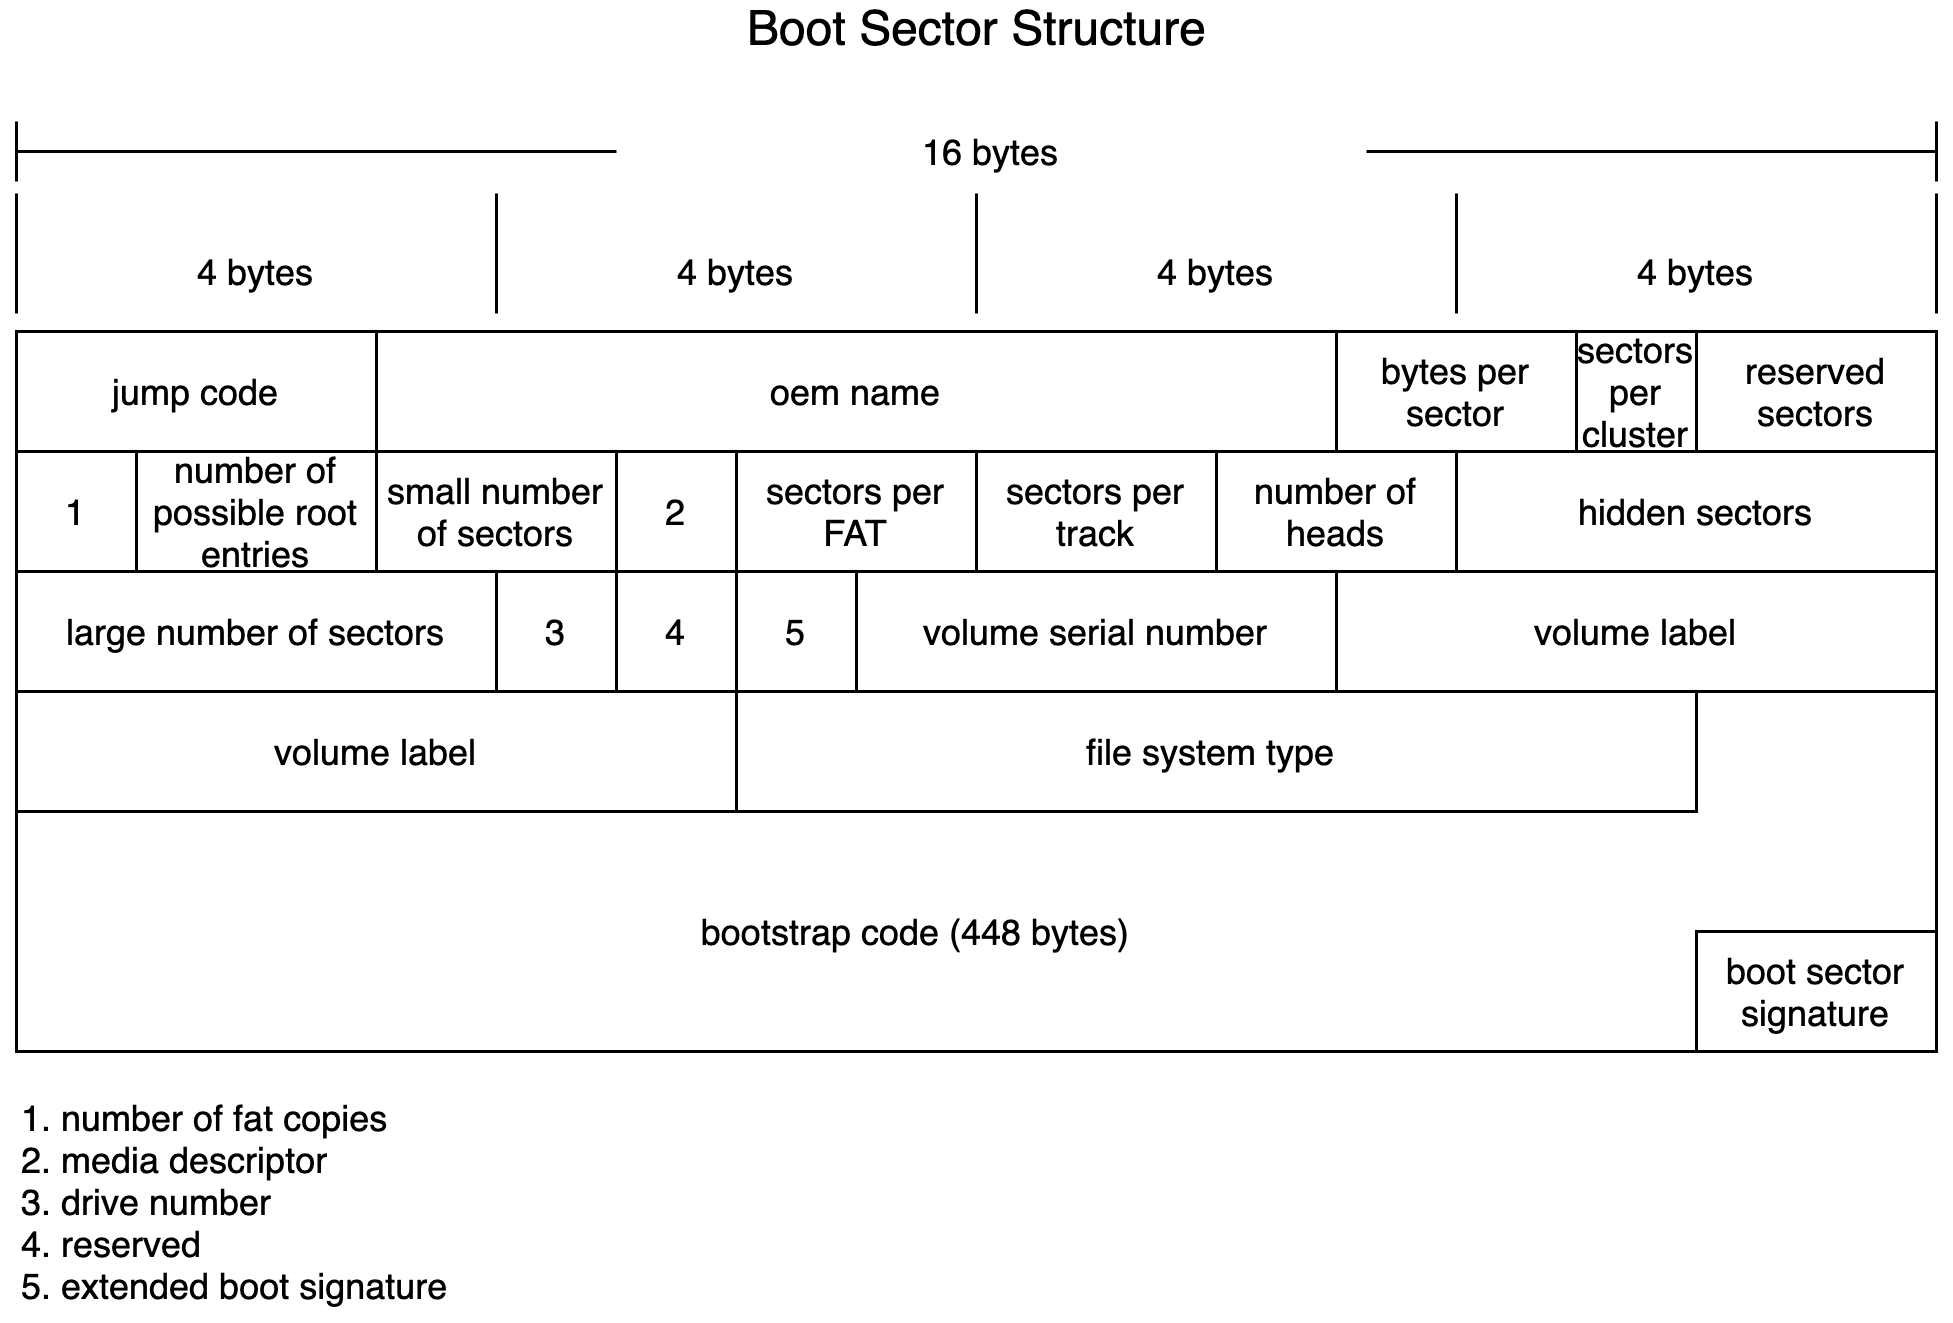 Boot Sector Structure
16 bytes
4 bytes
4 bytes
4 bytes
4 bytes
jump code
oem name
bytes per
sector
sectors
per
cluster
reserved
sectors
1
number of
possible root
entries
small number
of sectors
2
sectors per
FAT
sectors per
track
number of
heads
hidden sectors
large number of sectors
3
4
5
volume serial number
volume label
volume label
file system type
bootstrap code (448 bytes)
boot sector
signature
1. number of fat copies
2. media descriptor
3. drive number
4. reserved
5. extended boot signature